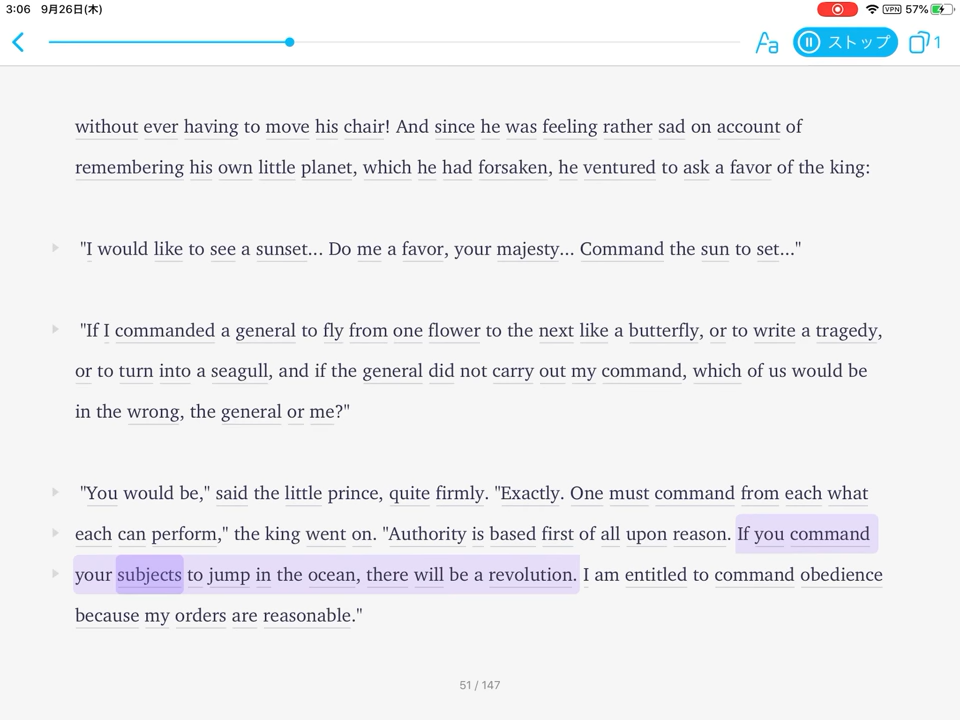 3:06 9月26日(木)
VPN 57%
ストップ 1
without ever having to move his chair! And since he was feeling rather sad on account of
remembering his own little planet, which he had forsaken, he ventured to ask a favor of the king:
"I would like to see a sunset... Do me a favor, your majesty... Command the sun to set..."
"If I commanded a general to fly from one flower to the next like a butterfly, or to write a tragedy,
or to turn into a seagull, and if the general did not carry out my command, which of us would be
in the wrong, the general or me?"
"You would be," said the little prince, quite firmly. "Exactly. One must command from each what
each can perform," the king went on. "Authority is based first of all upon reason. If you command
your subjects to jump in the ocean, there will be a revolution. I am entitled to command obedience
because my orders are reasonable."
51 / 147